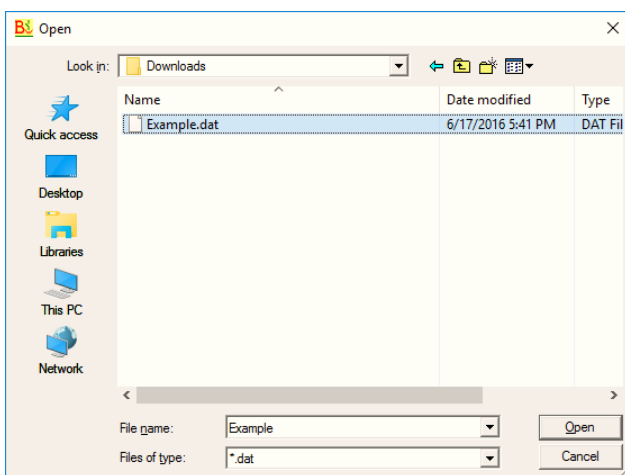 Open
Look in: Downloads
Name Date modified Type
Example.dat 6/17/2016 5:41 PM DAT Fil
Quick access
Desktop
Libraries
This PC
Network
File name: Example Open
Files of type: *.dat Cancel